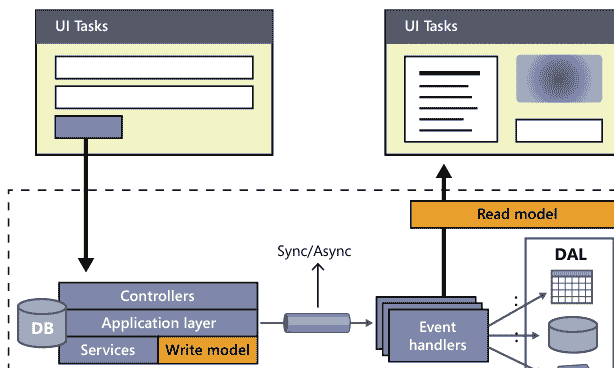 UI Tasks
UI Tasks
Read model
Sync/Async
DAL
Controllers
DB
Application layer
Event
handlers
Services
Write model